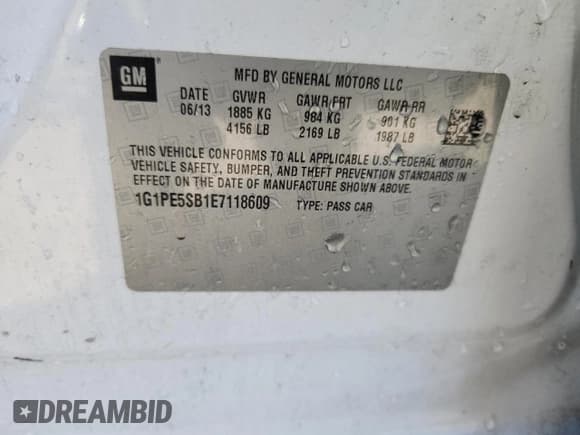 GM
MFD BY GENERAL MOTORS LLC
DATE GVWR GAWR FRT GAWR RR
06/13 1885 KG 984 KG 901 KG
4156 LB 2169 LB 1987 LB
THIS VEHICLE CONFORMS TO ALL APPLICABLE U.S. FEDERAL MOTOR
VEHICLE SAFETY, BUMPER, AND THEFT PREVENTION STANDARDS IN
EFFECT ON THE DATE OF MANUFACTURE SHOWN ABOVE.
1G1PE5SB1E7118609 TYPE: PASS CAR
DREAMBID